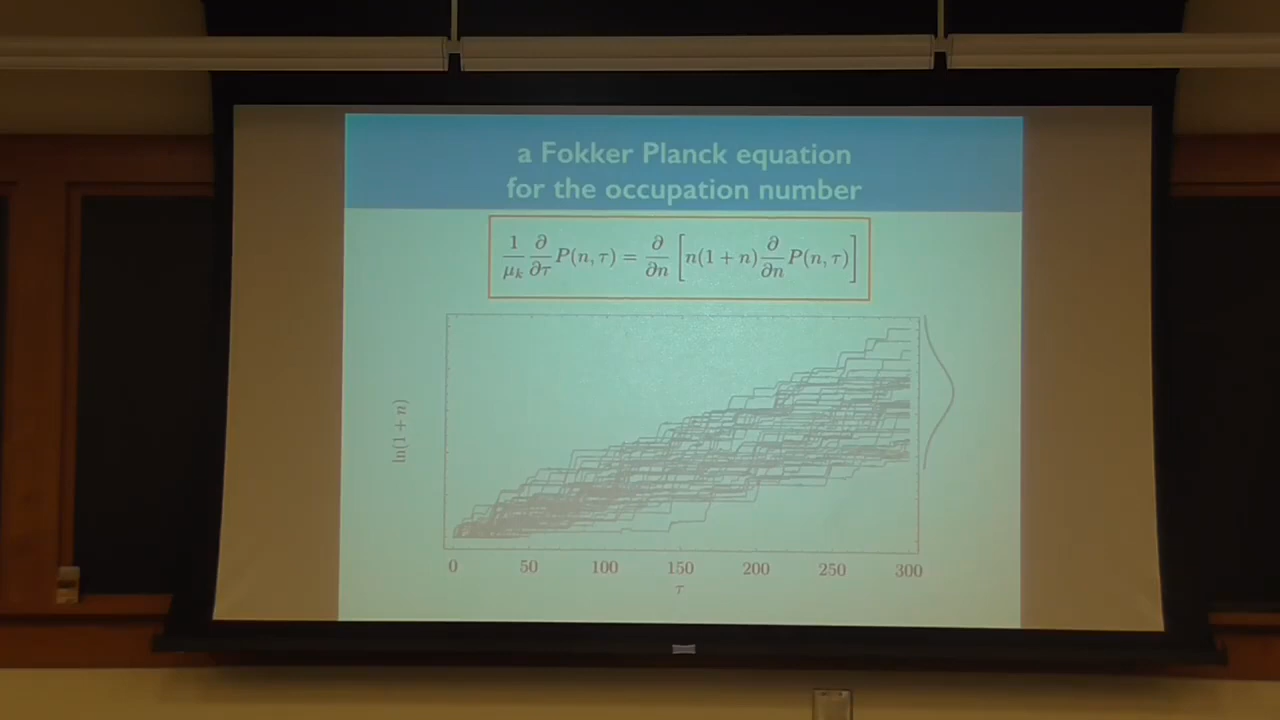 a Fokker Planck equation
for the occupation number
1/μₖ ∂/∂τ P(n, τ) = ∂/∂n [n(1 + n) ∂/∂n P(n, τ)]
ln(1 + n)
0 50 100 150 200 250 300
τ